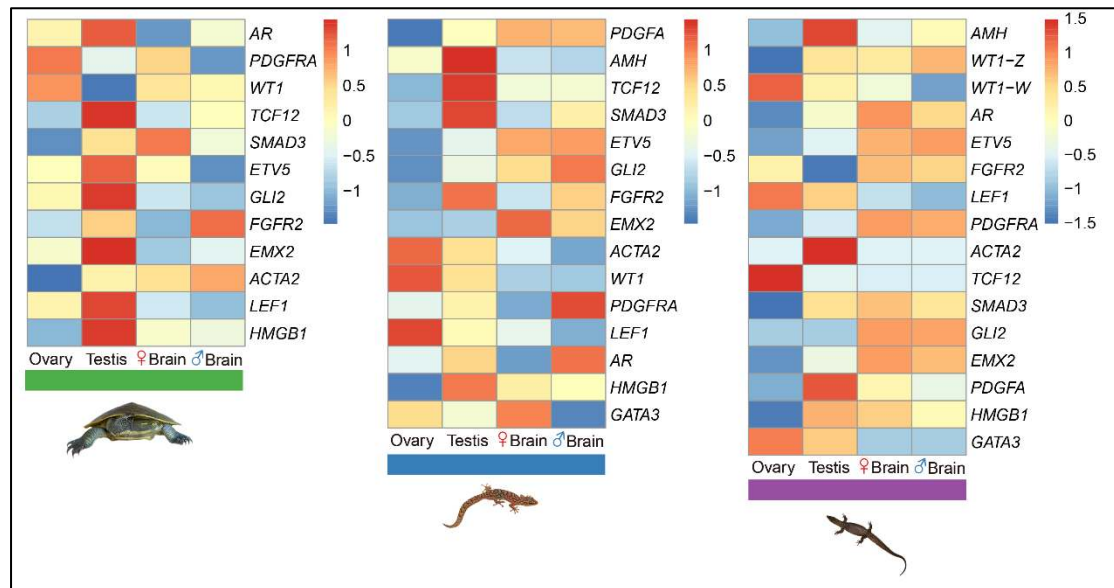 AR
PDGFRA
WT1
TCF12
SMAD3
ETV5
GLI2
FGFR2
EMX2
ACTA2
LEF1
HMGB1
1
0.5
0
−0.5
−1
Ovary Testis ♀Brain ♂Brain
PDGFA
AMH
TCF12
SMAD3
ETV5
GLI2
FGFR2
EMX2
ACTA2
WT1
PDGFRA
LEF1
AR
HMGB1
GATA3
1
0.5
0
−0.5
−1
Ovary Testis ♀Brain ♂Brain
AMH
WT1−Z
WT1−W
AR
ETV5
FGFR2
LEF1
PDGFRA
ACTA2
TCF12
SMAD3
GLI2
EMX2
PDGFA
HMGB1
GATA3
1.5
1
0.5
0
−0.5
−1
−1.5
Ovary Testis ♀Brain ♂Brain